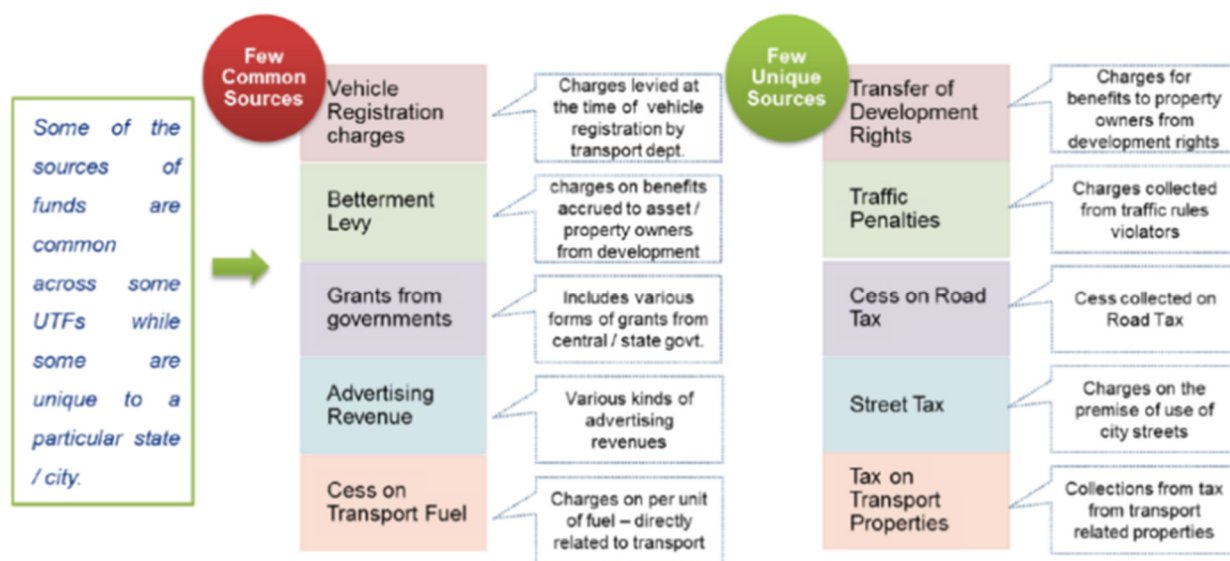 Some of the
sources of
funds are
common
across some
UTFs while
some are
unique to a
particular state
/ city.
Few
Common
Sources
Vehicle
Registration
charges
Charges levied at
the time of vehicle
registration by
transport dept.
Betterment
Levy
charges on benefits
accrued to asset /
property owners
from development
Grants from
governments
Includes various
forms of grants from
central / state govt.
Advertising
Revenue
Various kinds of
advertising
revenues
Cess on
Transport Fuel
Charges on per unit
of fuel – directly
related to transport
Few
Unique
Sources
Transfer of
Development
Rights
Charges for
benefits to property
owners from
development rights
Traffic
Penalties
Charges collected
from traffic rules
violators
Cess on Road
Tax
Cess collected on
Road Tax
Street Tax
Charges on the
premise of use of
city streets
Tax on
Transport
Properties
Collections from tax
from transport
related properties